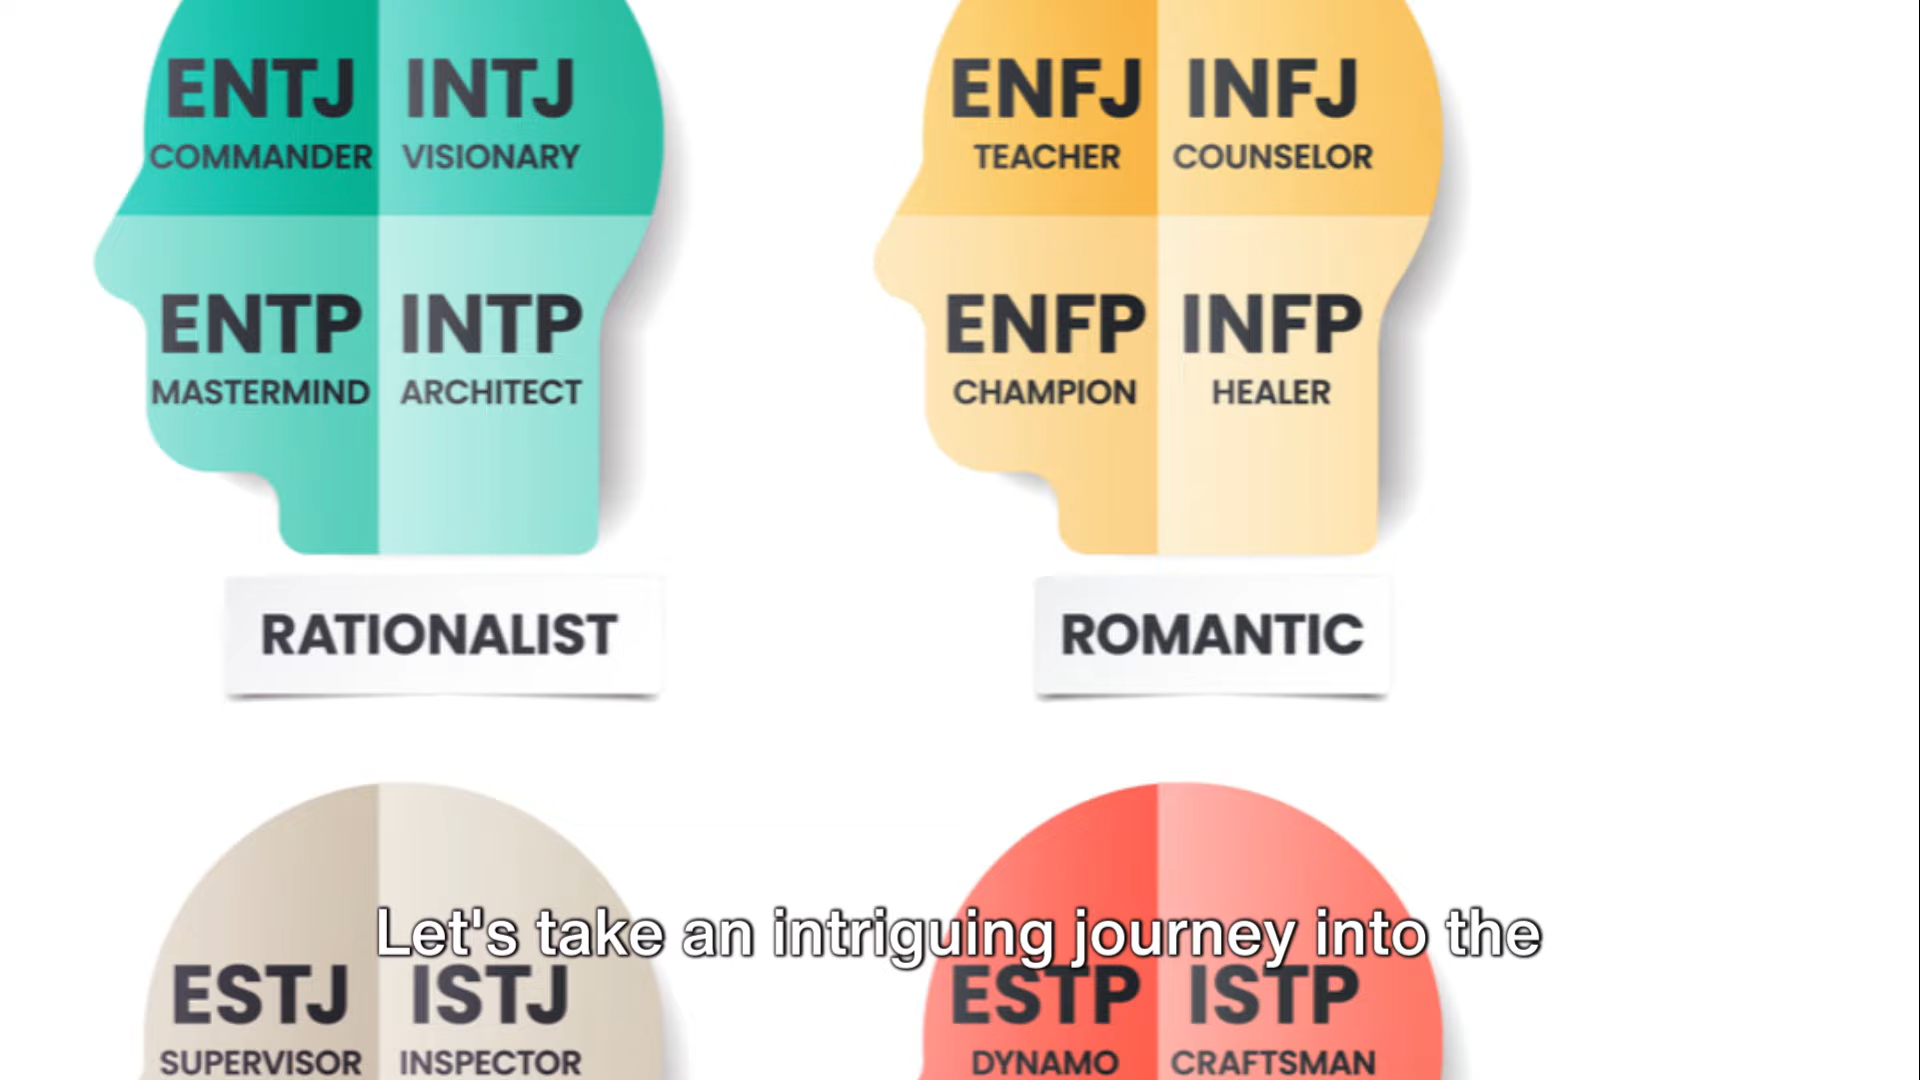 ENTJ INTJ
COMMANDER VISIONARY
ENTP INTP
MASTERMIND ARCHITECT
RATIONALIST
ENFJ INFJ
TEACHER COUNSELOR
ENFP INFP
CHAMPION HEALER
ROMANTIC
ESTJ ISTJ
SUPERVISOR INSPECTOR
ESTP ISTP
DYNAMO CRAFTSMAN
Let's take an intriguing journey into the